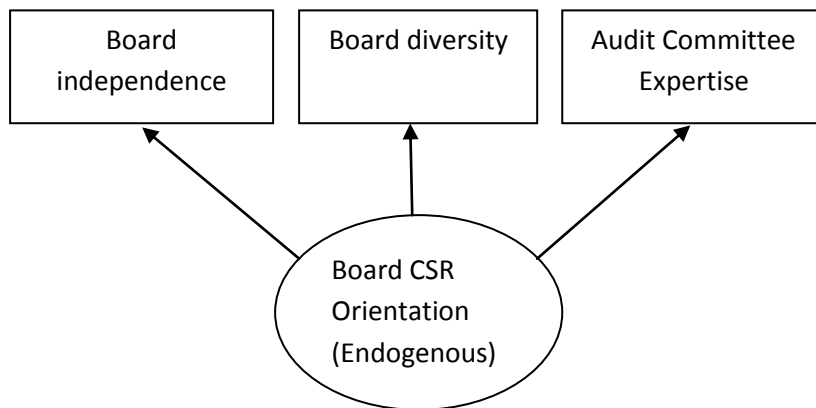 Board
independence
Board diversity
Audit Committee
Expertise
Board CSR
Orientation
(Endogenous)